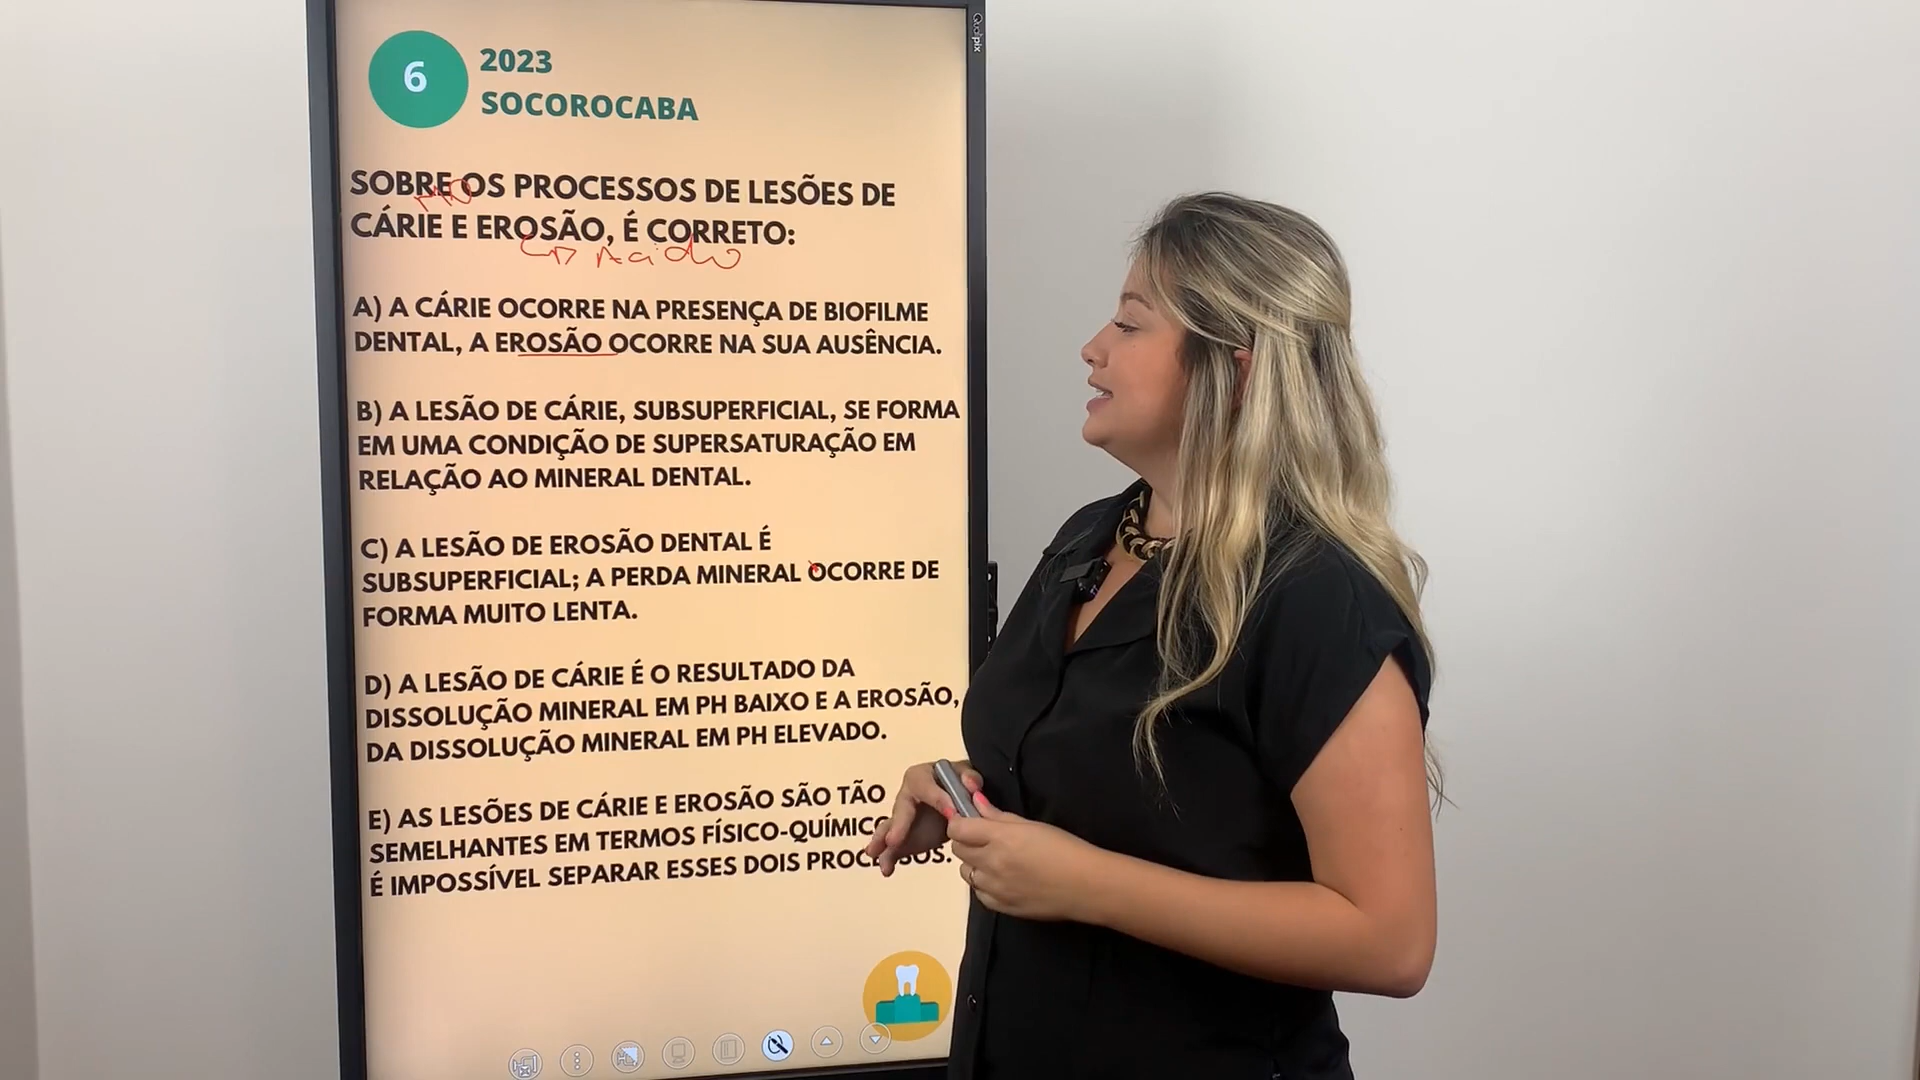 Qualpix
6
2023
SOCOROCABA
SOBRE OS PROCESSOS DE LESÕES DE
CÁRIE E EROSÃO, É CORRETO:
Acido
A) A CÁRIE OCORRE NA PRESENÇA DE BIOFILME
DENTAL, A EROSÃO OCORRE NA SUA AUSÊNCIA.
B) A LESÃO DE CÁRIE, SUBSUPERFICIAL, SE FORMA
EM UMA CONDIÇÃO DE SUPERSATURAÇÃO EM
RELAÇÃO AO MINERAL DENTAL.
C) A LESÃO DE EROSÃO DENTAL É
SUBSUPERFICIAL; A PERDA MINERAL OCORRE DE
FORMA MUITO LENTA.
D) A LESÃO DE CÁRIE É O RESULTADO DA
DISSOLUÇÃO MINERAL EM PH BAIXO E A EROSÃO,
DA DISSOLUÇÃO MINERAL EM PH ELEVADO.
E) AS LESÕES DE CÁRIE E EROSÃO SÃO TÃO
SEMELHANTES EM TERMOS
É IMPOSSÍVEL SEPARAR ESSES DOIS PROCESSOS.